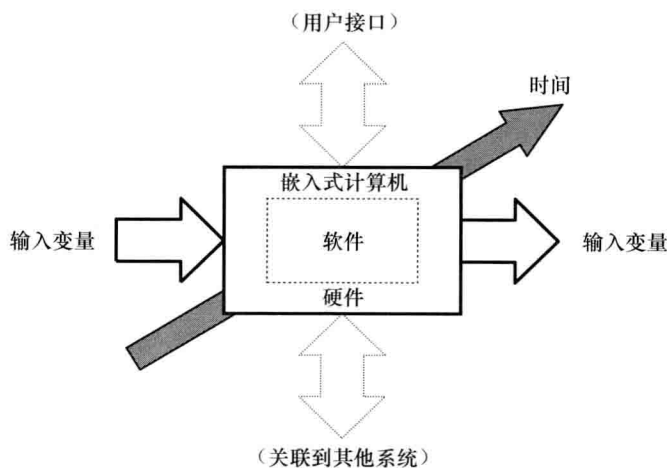 (用户接口)
时间
嵌入式计算机
输入变量
软件
输入变量
硬件
(关联到其他系统)